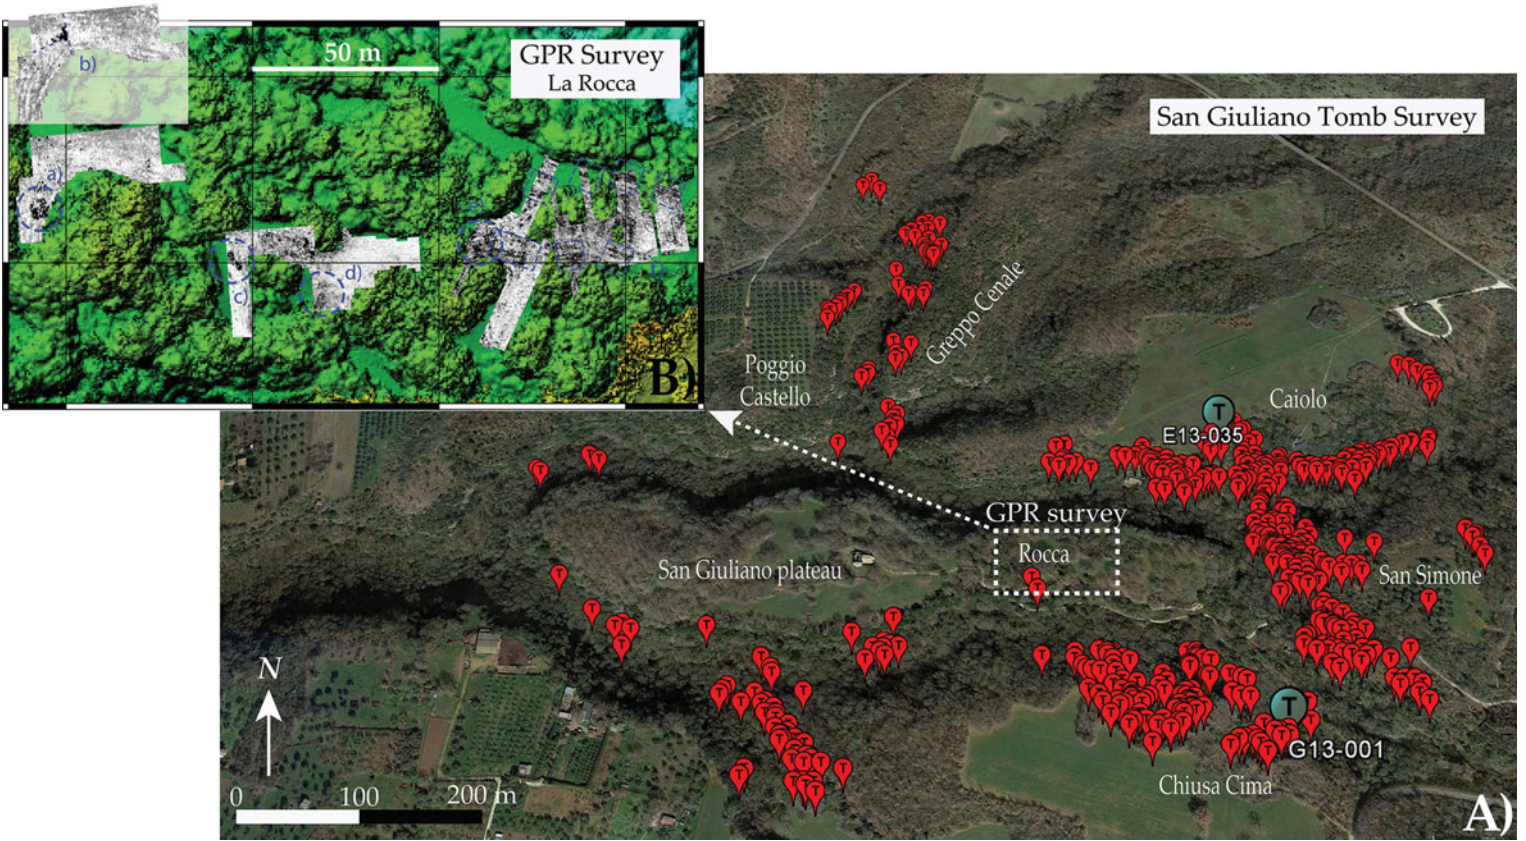 b)
50 m
GPR Survey
La Rocca
a)
c)
d)
e)
B)
San Giuliano Tomb Survey
Greppo Cenale
Poggio
Castello
Caiolo
T
E13-035
GPR survey
Rocca
San Giuliano plateau
San Simone
N
T
G13-001
Chiusa Cima
0 100 200 m
A)